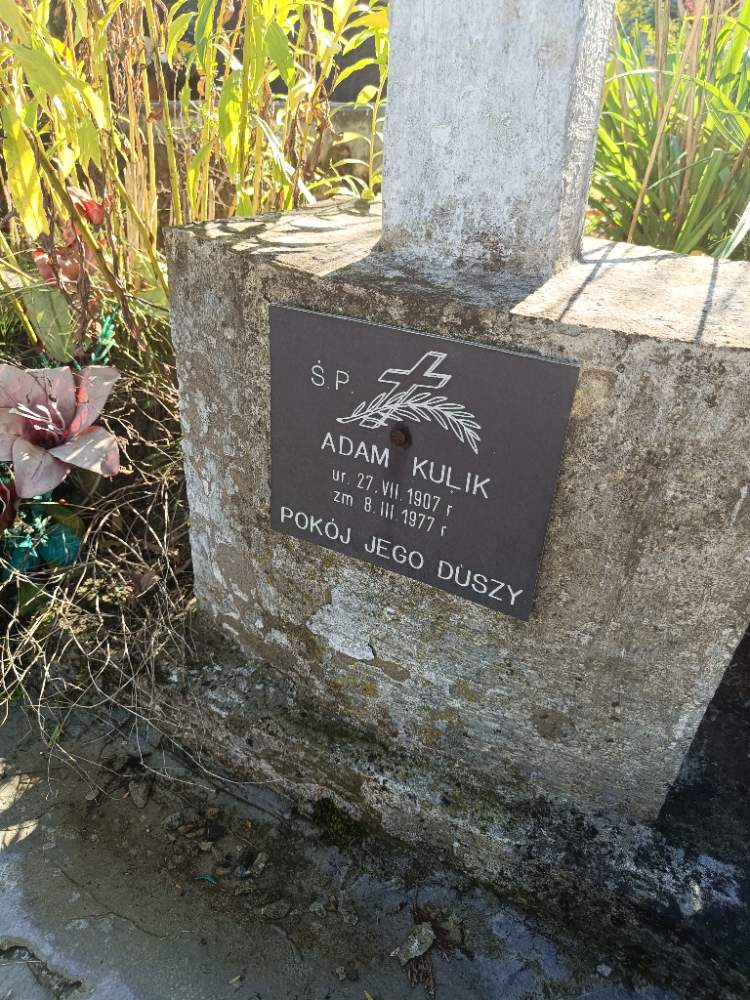 Ś.P.
ADAM KULIK
ur. 27.VII.1907 r
zm 8.III.1977 r
POKÓJ JEGO DUSZY